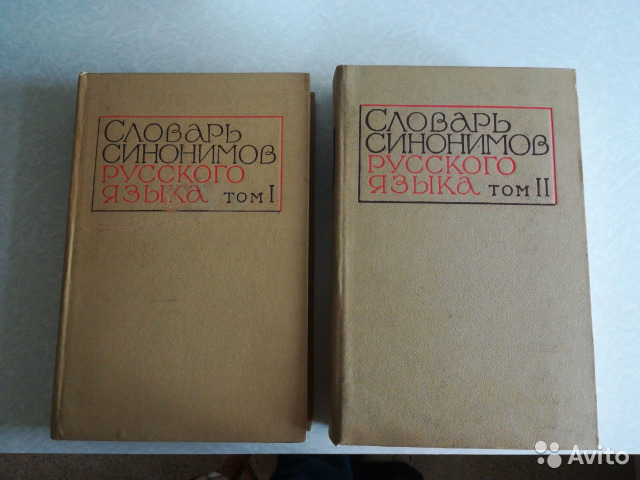 СЛОВАРЬ
СИНОНИМОВ
РУССКОГО
ЯЗЫКА ТОМ I
СЛОВАРЬ
СИНОНИМОВ
РУССКОГО
ЯЗЫКА ТОМ II
Avito